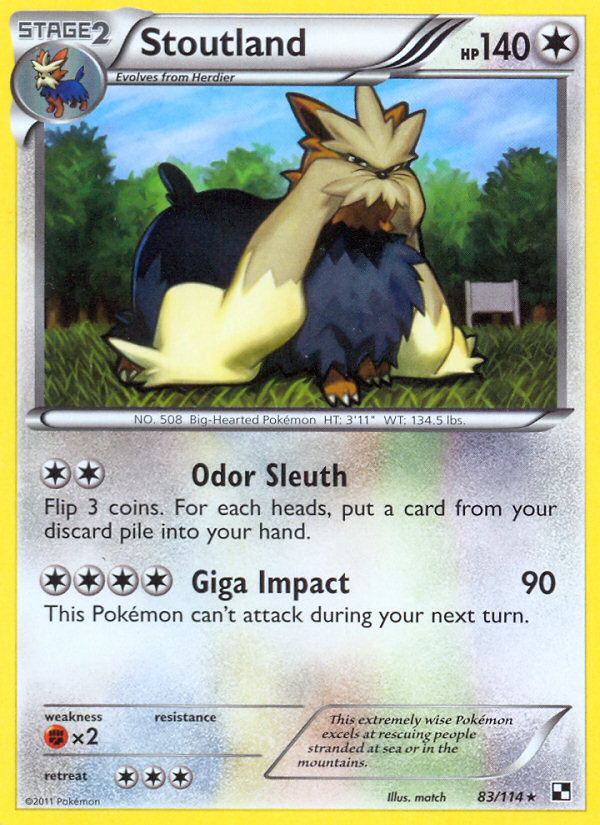 STAGE2
Stoutland
HP140
Evolves from Herdier
NO. 508 Big-Hearted Pokémon HT: 3'11" WT: 134.5 lbs.
Odor Sleuth
Flip 3 coins. For each heads, put a card from your
discard pile into your hand.
Giga Impact 90
This Pokémon can't attack during your next turn.
weakness resistance
×2
retreat
This extremely wise Pokémon
excels at rescuing people
stranded at sea or in the
mountains.
©2011 Pokémon
Illus. match 83/114★